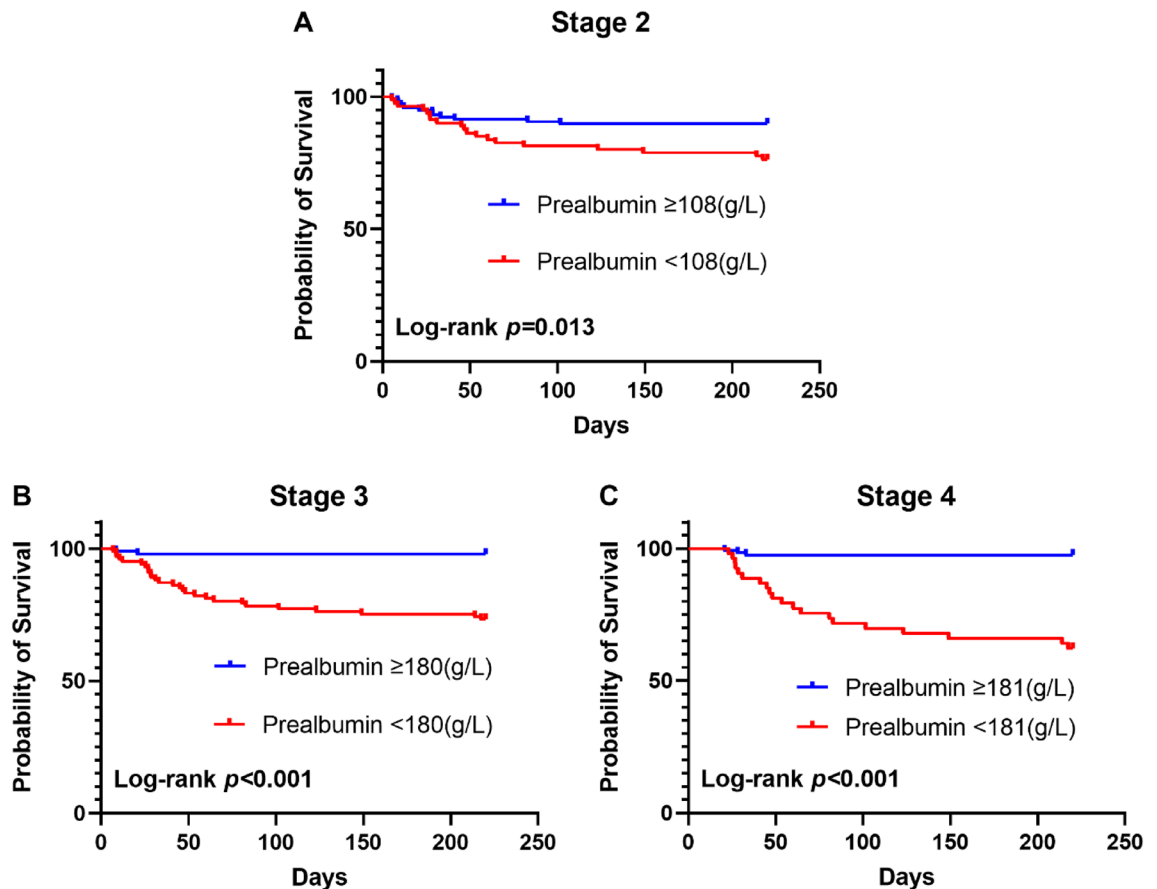 A
Stage 2
Probability of Survival
100
50
0
Prealbumin ≥108(g/L)
Prealbumin <108(g/L)
Log-rank p=0.013
0 50 100 150 200 250
Days
B
Stage 3
Probability of Survival
100
50
0
Prealbumin ≥180(g/L)
Prealbumin <180(g/L)
Log-rank p<0.001
0 50 100 150 200 250
Days
C
Stage 4
Probability of Survival
100
50
0
Prealbumin ≥181(g/L)
Prealbumin <181(g/L)
Log-rank p<0.001
0 50 100 150 200 250
Days